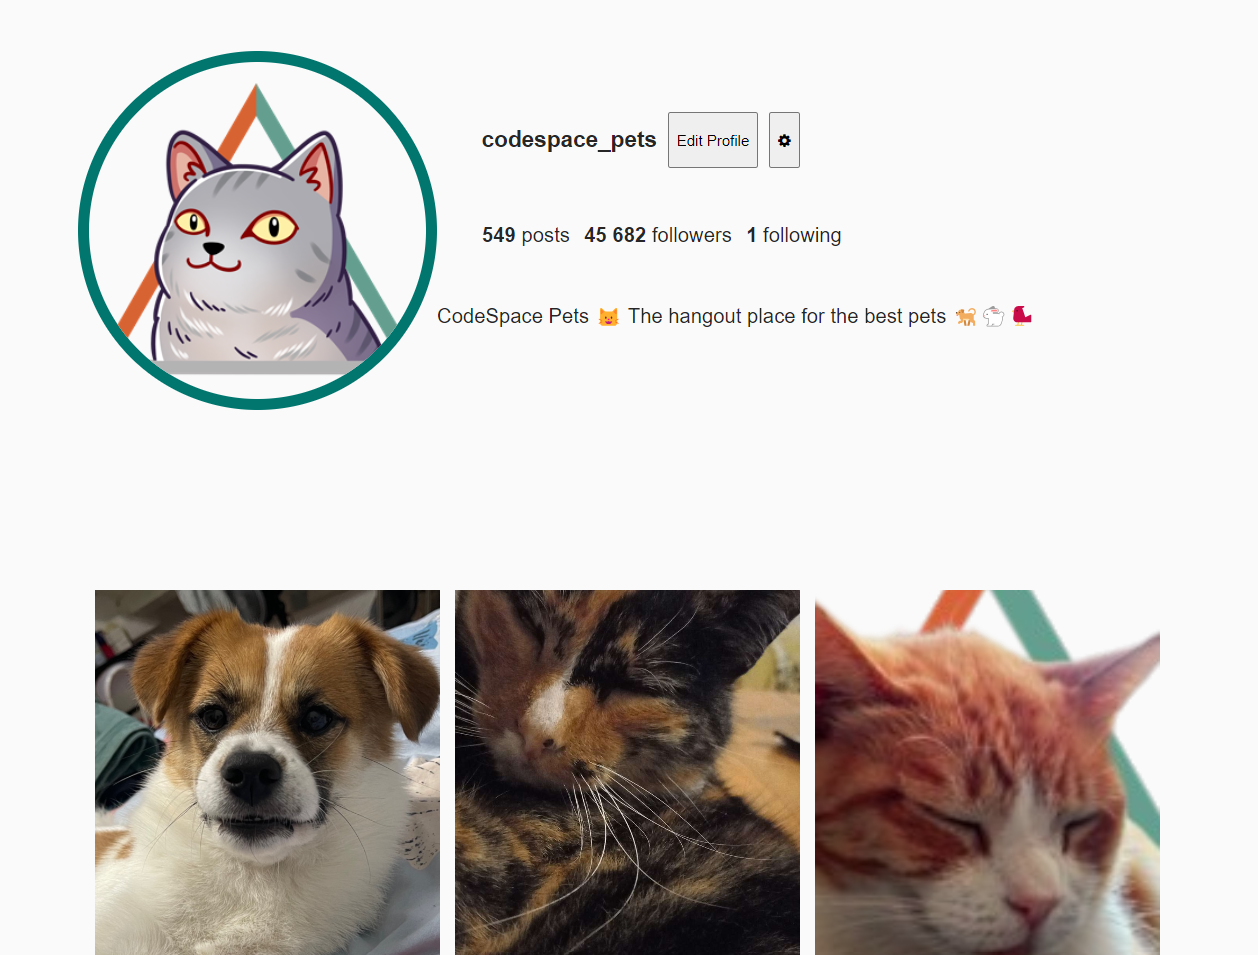 codespace_pets Edit Profile
549 posts 45 682 followers 1 following
CodeSpace Pets 😺 The hangout place for the best pets 🐈 🐁 🦜